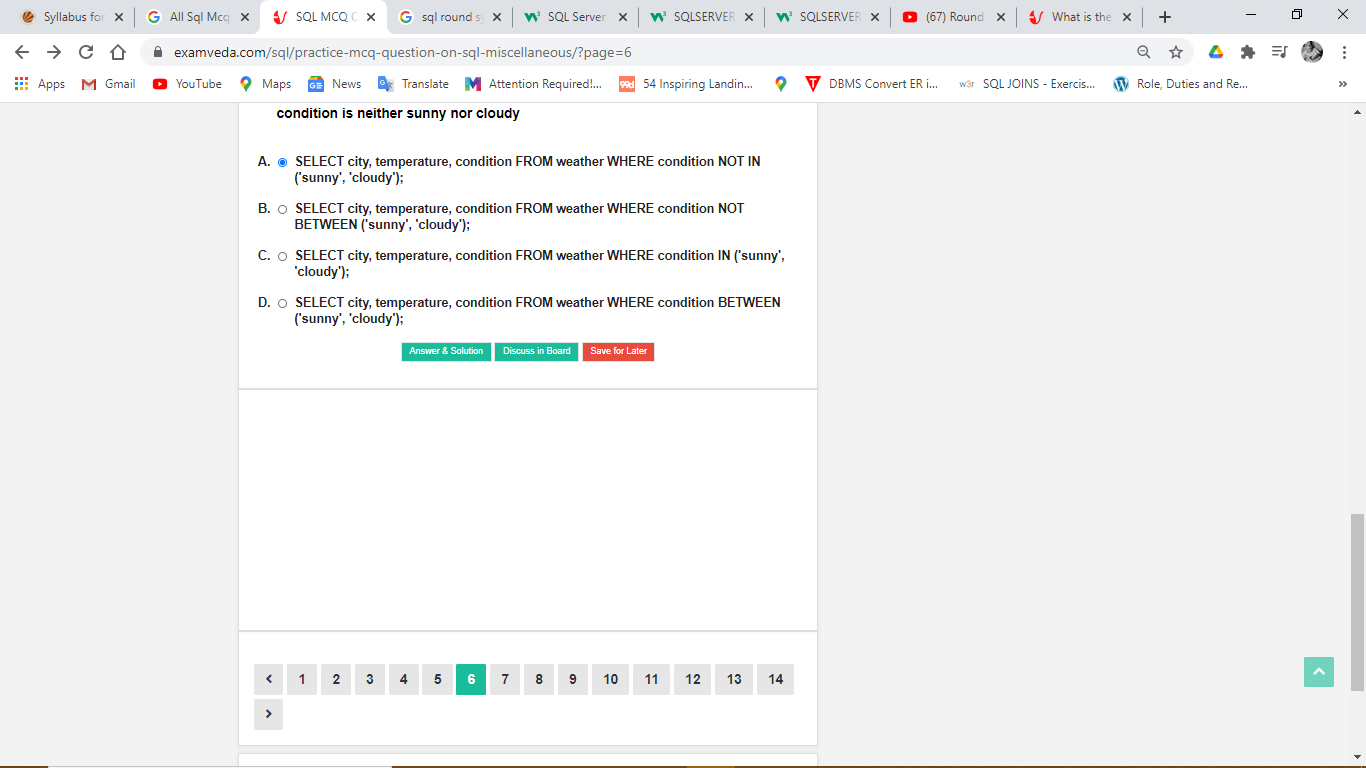 Syllabus for
All Sql Mcq
SQL MCQ
sql round s
SQL Server
SQLSERVER
SQLSERVER
(67) Round
What is the
examveda.com/sql/practice-mcq-question-on-sql-miscellaneous/?page=6
Apps
Gmail
YouTube
Maps
News
Translate
Attention Required!...
54 Inspiring Landin...
DBMS Convert ER i...
SQL JOINS - Exercis...
Role, Duties and Re...
condition is neither sunny nor cloudy
A. SELECT city, temperature, condition FROM weather WHERE condition NOT IN
('sunny', 'cloudy');
B. SELECT city, temperature, condition FROM weather WHERE condition NOT
BETWEEN ('sunny', 'cloudy');
C. SELECT city, temperature, condition FROM weather WHERE condition IN ('sunny',
'cloudy');
D. SELECT city, temperature, condition FROM weather WHERE condition BETWEEN
('sunny', 'cloudy');
Answer & Solution
Discuss in Board
Save for Later
1 2 3 4 5 6 7 8 9 10 11 12 13 14